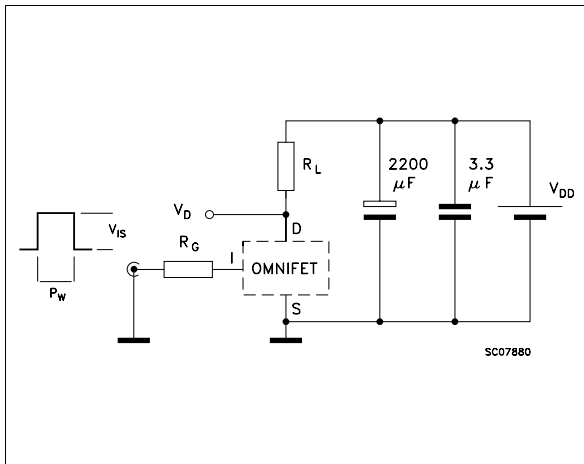 R_L
2200
μF
3.3
μF
V_DD
V_D
D
V_IS
R_G
I
OMNIFET
P_W
S
SC07880